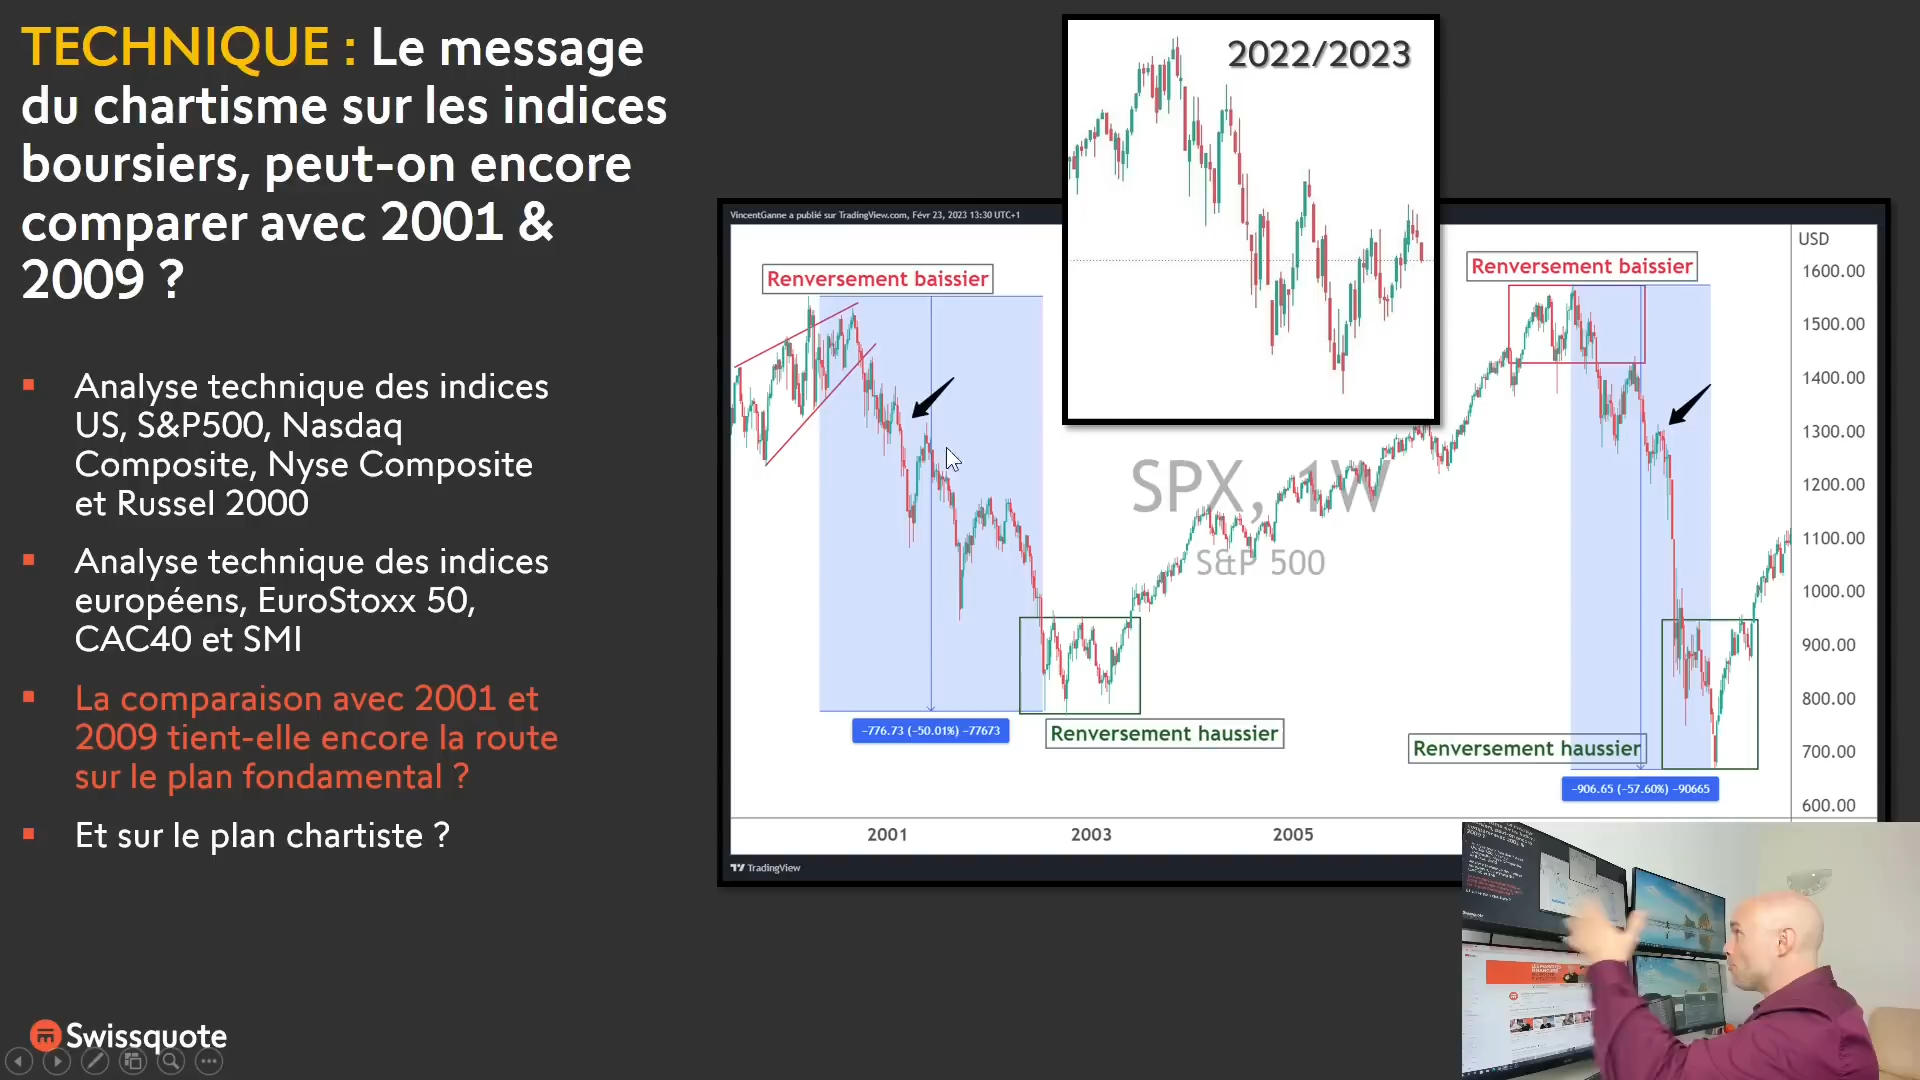 TECHNIQUE : Le message
du chartisme sur les indices
boursiers, peut-on encore
comparer avec 2001 &
2009 ?
Analyse technique des indices
US, S&P500, Nasdaq
Composite, Nyse Composite
et Russel 2000
Analyse technique des indices
européens, EuroStoxx 50,
CAC40 et SMI
La comparaison avec 2001 et
2009 tient-elle encore la route
sur le plan fondamental ?
Et sur le plan chartiste ?
Swissquote
2022/2023
VincentGanne a publié sur TradingView.com, Févr 23, 2023 13:30 UTC+1
Renversement baissier
Renversement baissier
SPX, 1W
S&P 500
-776.73 (-50.01%) -77673
Renversement haussier
Renversement haussier
-906.65 (-57.60%) -90665
USD
1600.00
1500.00
1400.00
1300.00
1200.00
1100.00
1000.00
900.00
800.00
700.00
600.00
2001
2003
2005
TradingView